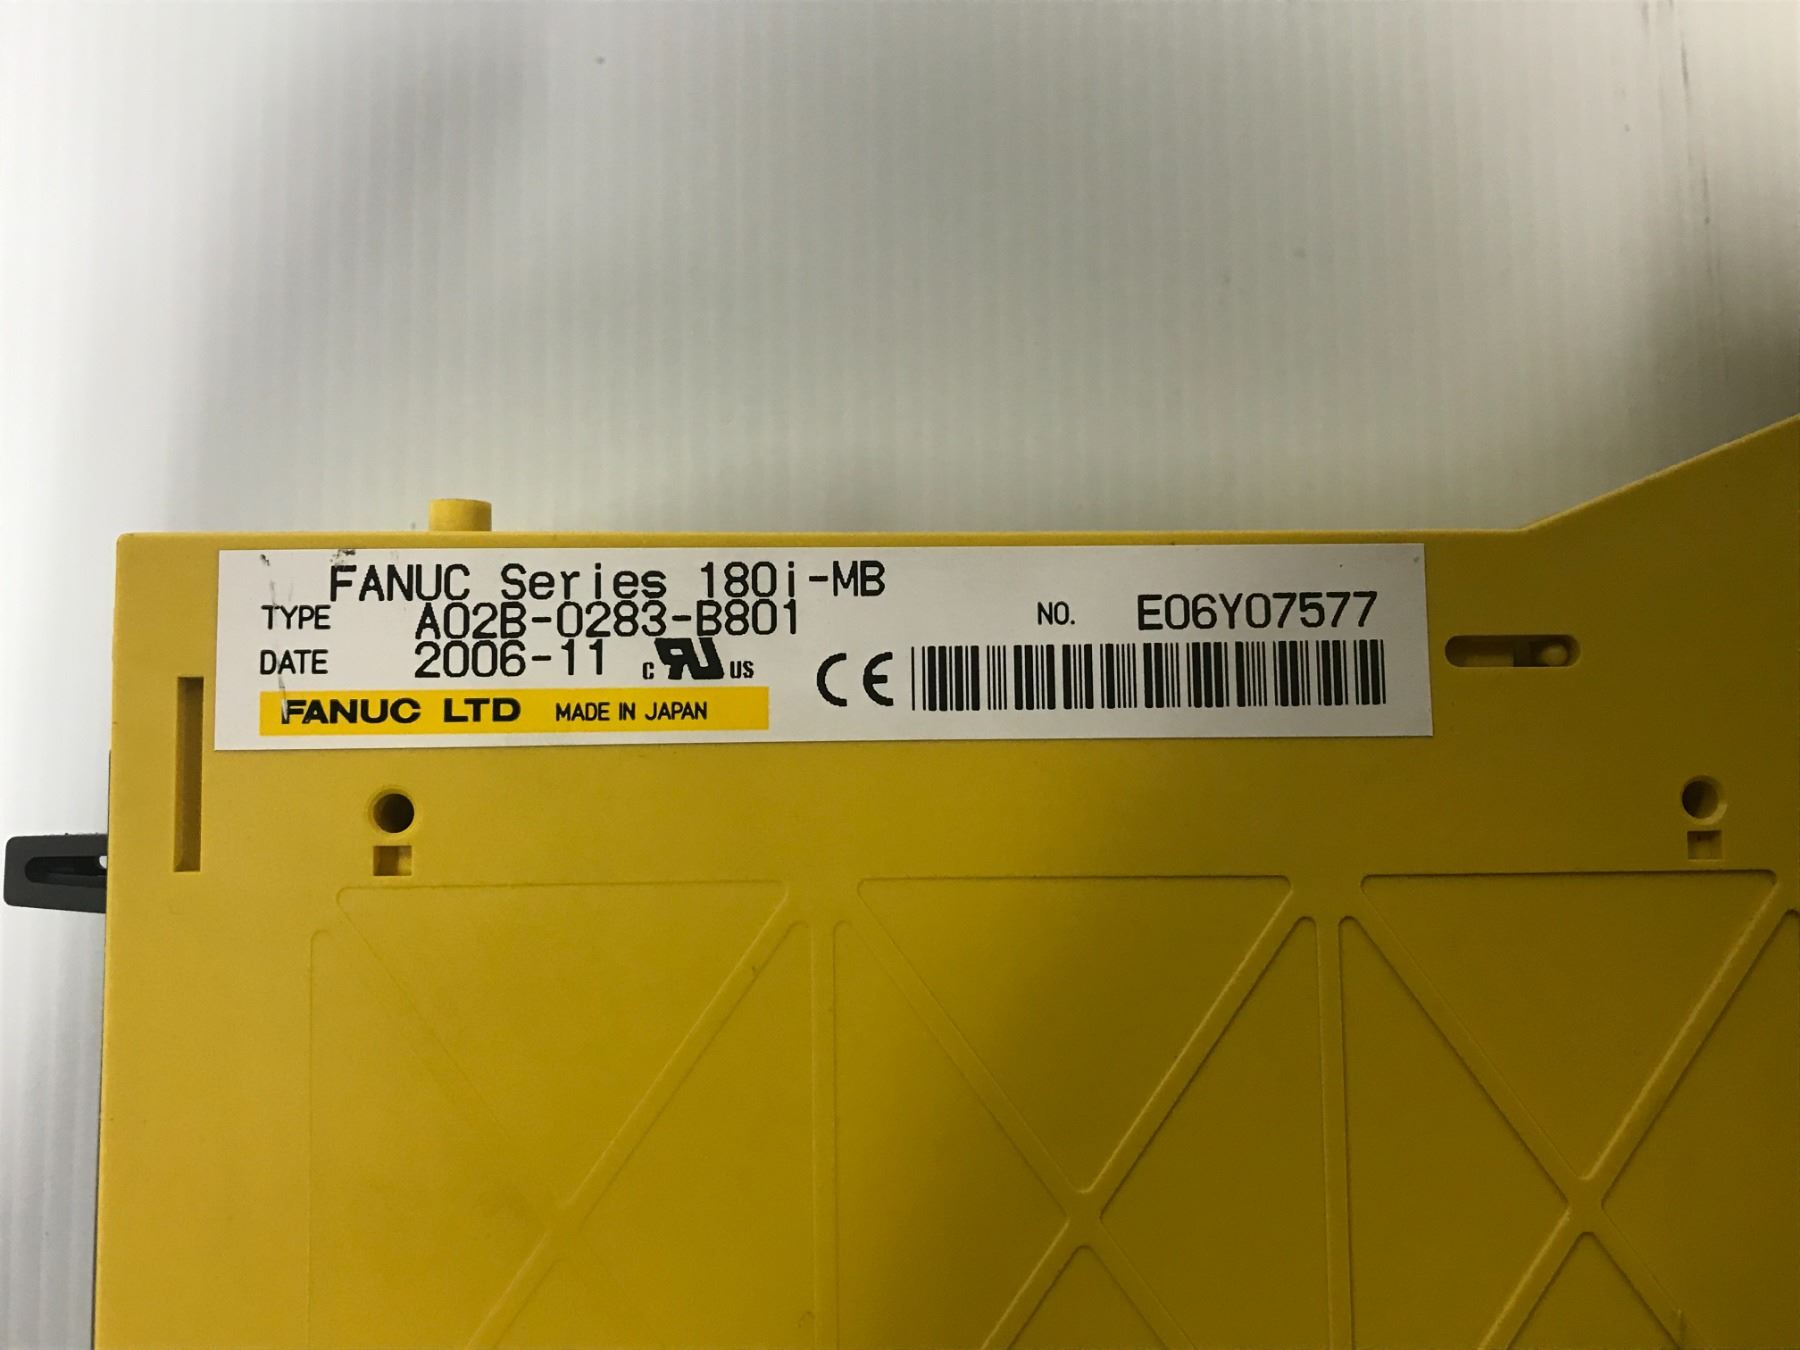 FANUC Series 180i-MB
TYPE A02B-0283-B801 NO. E06Y07577
DATE 2006-11 c RU US CE
FANUC LTD MADE IN JAPAN